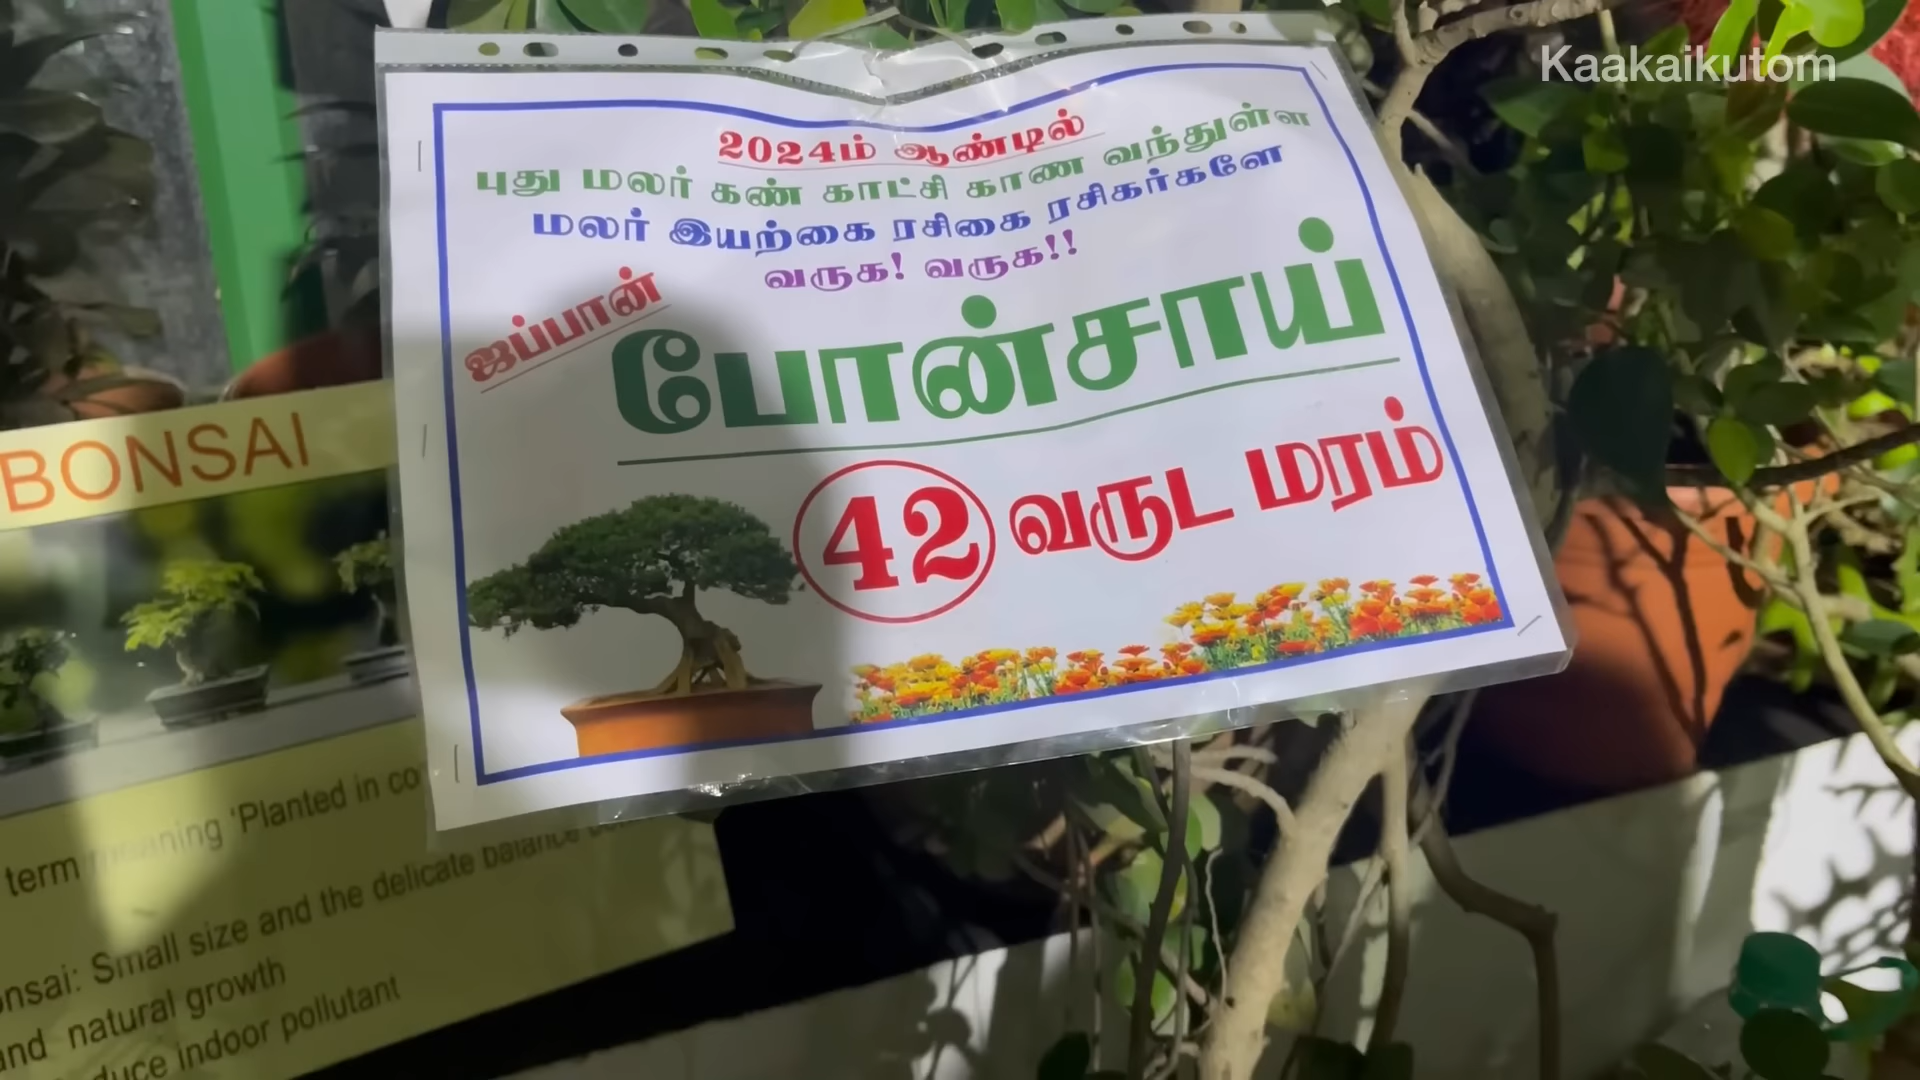 Kaakaikutom
2024ம் ஆண்டில்
புது மலர் கண் காட்சி காண வந்துள்ள
மலர் இயற்கை ரசிகை ரசிகர்களே
வருக! வருக!!
ஜப்பான்
போன்சாய்
42 வருட மரம்
BONSAI
term meaning 'Planted in co
onsai: Small size and the delicate balance
and natural growth
duce indoor pollutant